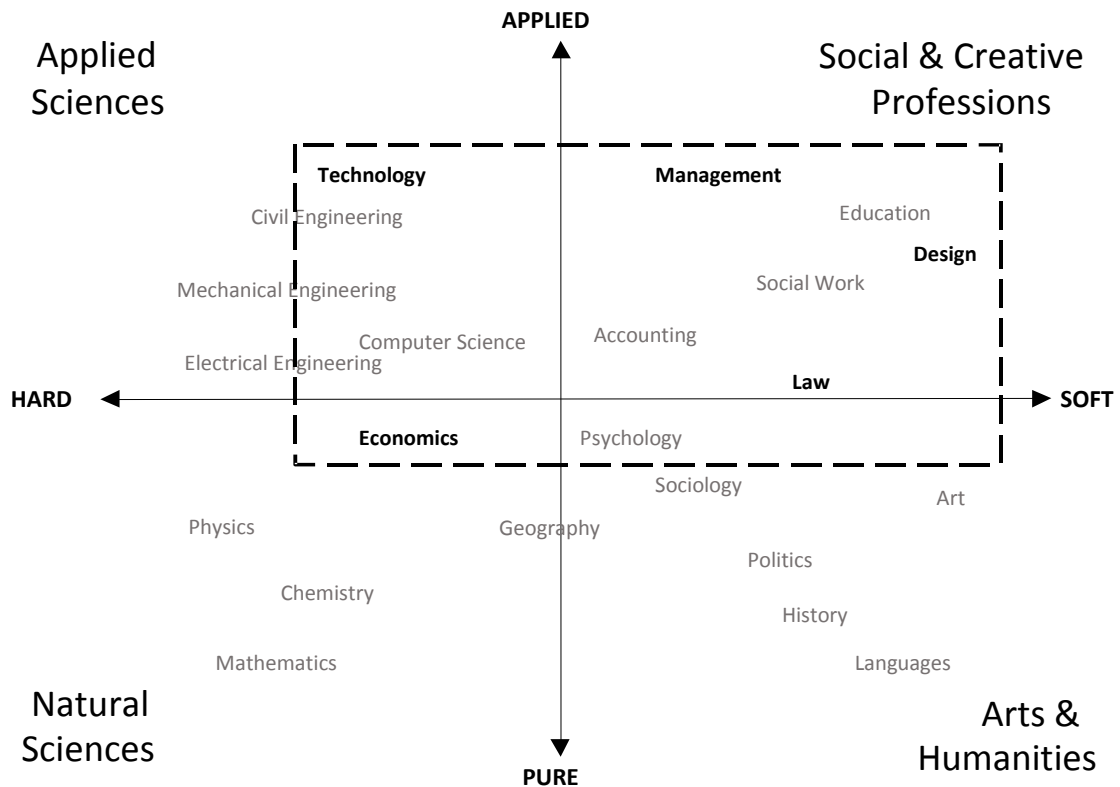 APPLIED
Applied
Sciences
Social & Creative
Professions
Technology
Management
Civil Engineering
Education
Design
Mechanical Engineering
Social Work
Computer Science
Accounting
Electrical Engineering
Law
HARD
SOFT
Economics
Psychology
Sociology
Art
Physics
Geography
Politics
Chemistry
History
Mathematics
Languages
Natural
Sciences
Arts &
Humanities
PURE